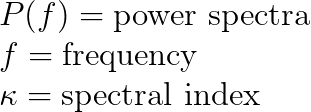 P(f) = power spectra
f = frequency
κ = spectral index